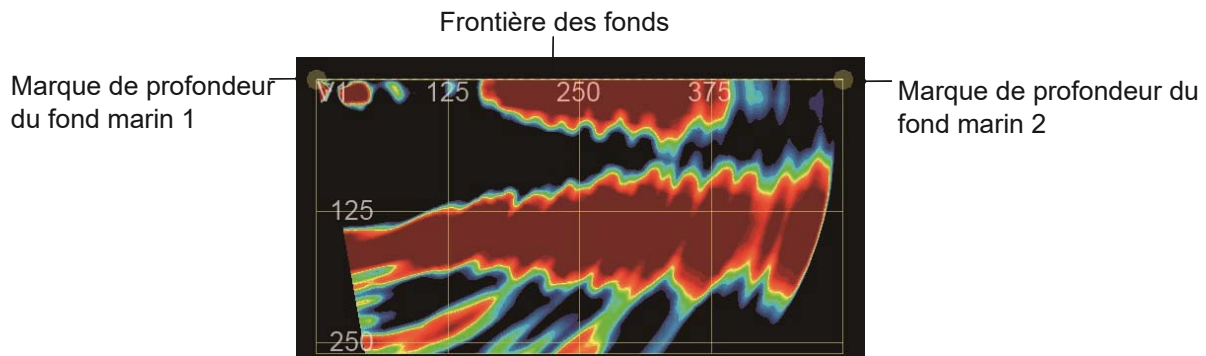 Frontière des fonds
Marque de profondeur
du fond marin 1
Marque de profondeur du
fond marin 2
V1 125 250 375
125
250